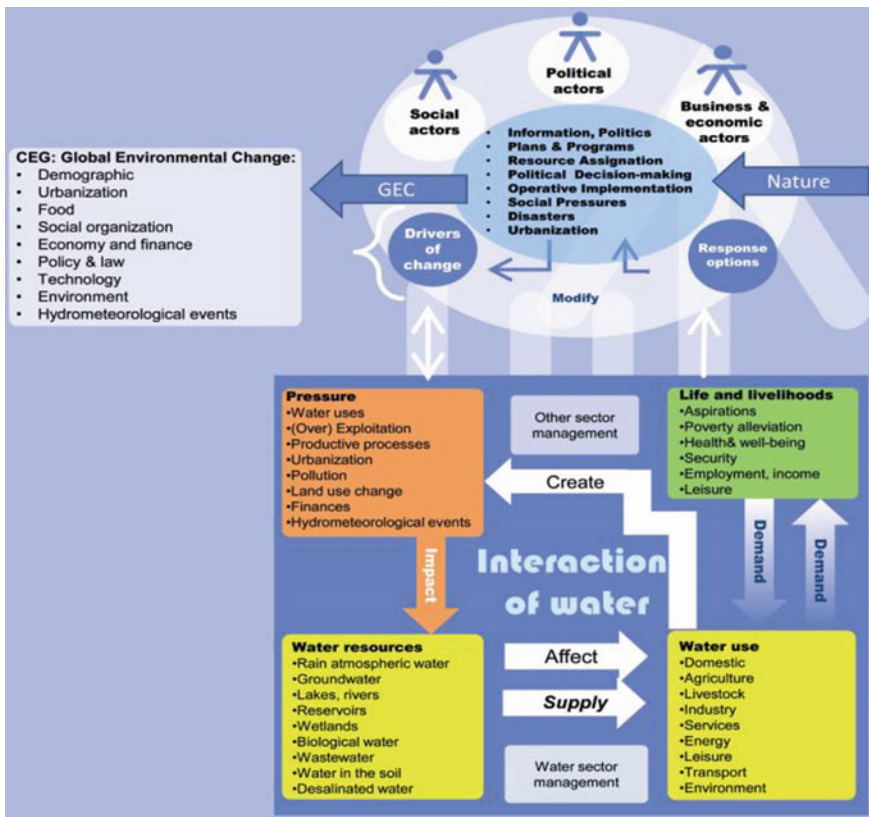 Political
actors
Social
actors
Business &
economic
actors
• Information, Politics
• Plans & Programs
• Resource Assignation
• Political Decision-making
• Operative Implementation
• Social Pressures
• Disasters
• Urbanization
CEG: Global Environmental Change:
• Demographic
• Urbanization
• Food
• Social organization
• Economy and finance
• Policy & law
• Technology
• Environment
• Hydrometeorological events
GEC
Nature
Drivers
of
change
Response
options
Modify
Pressure
•Water uses
•(Over) Exploitation
•Productive processes
•Urbanization
•Pollution
•Land use change
•Finances
•Hydrometeorological events
Other sector
management
Life and livelihoods
•Aspirations
•Poverty alleviation
•Health& well-being
•Security
•Employment, income
•Leisure
Create
Impact
Interaction
of water
Demand
Demand
Water resources
•Rain atmospheric water
•Groundwater
•Lakes, rivers
•Reservoirs
•Wetlands
•Biological water
•Wastewater
•Water in the soil
•Desalinated water
Affect
Supply
Water sector
management
Water use
•Domestic
•Agriculture
•Livestock
•Industry
•Services
•Energy
•Leisure
•Transport
•Environment